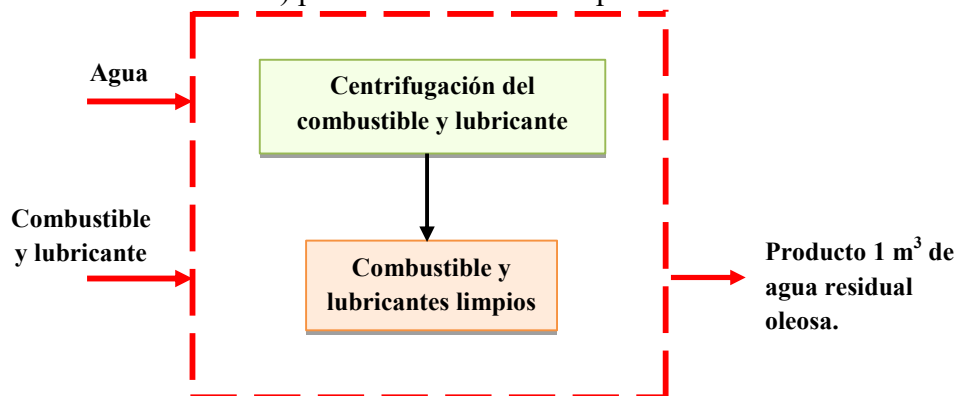 Agua
Centrifugación del
combustible y lubricante
Combustible
y lubricante
Combustible y
lubricantes limpios
Producto 1 m³ de
agua residual
oleosa.